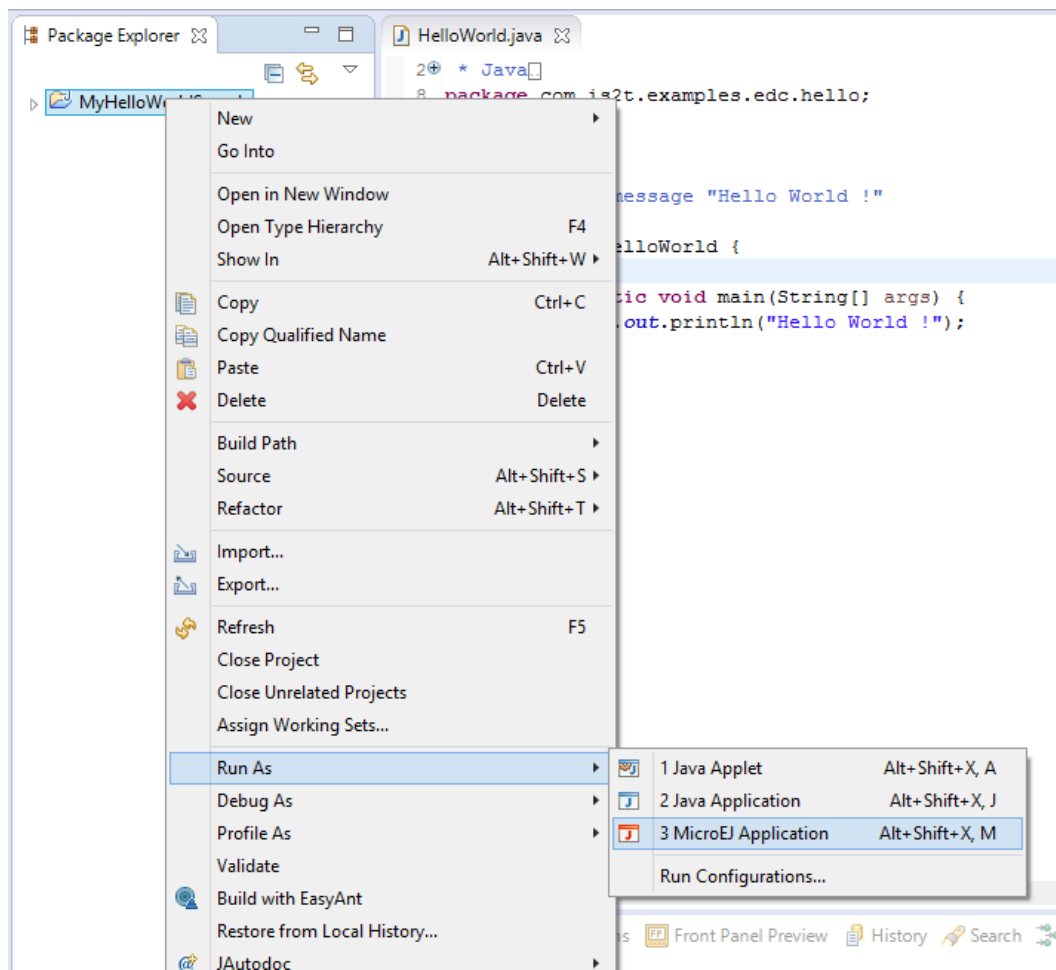 Package Explorer
HelloWorld.java
2 * Java
8 package com.is2t.examples.edc.hello;
MyHelloWo
message "Hello World !"
elloWorld {
tic void main(String[] args) {
.out.println("Hello World !");
New
Go Into
Open in New Window
Open Type Hierarchy F4
Show In Alt+Shift+W
Copy Ctrl+C
Copy Qualified Name
Paste Ctrl+V
Delete Delete
Build Path
Source Alt+Shift+S
Refactor Alt+Shift+T
Import...
Export...
Refresh F5
Close Project
Close Unrelated Projects
Assign Working Sets...
Run As
Debug As
Profile As
Validate
Build with EasyAnt
Restore from Local History...
JAutodoc
1 Java Applet Alt+Shift+X, A
2 Java Application Alt+Shift+X, J
3 MicroEJ Application Alt+Shift+X, M
Run Configurations...
ns FP Front Panel Preview History Search